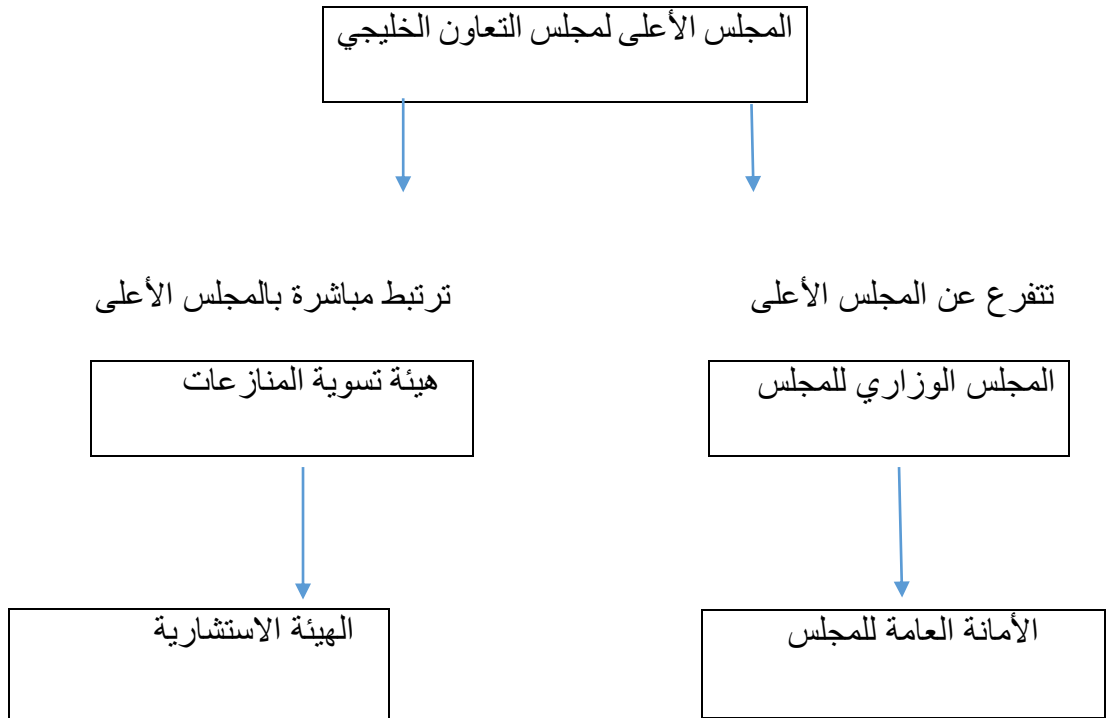 المجلس الأعلى لمجلس التعاون الخليجي
تتفرع عن المجلس الأعلى
ترتبط مباشرة بالمجلس الأعلى
المجلس الوزاري للمجلس
هيئة تسوية المنازعات
الأمانة العامة للمجلس
الهيئة الاستشارية